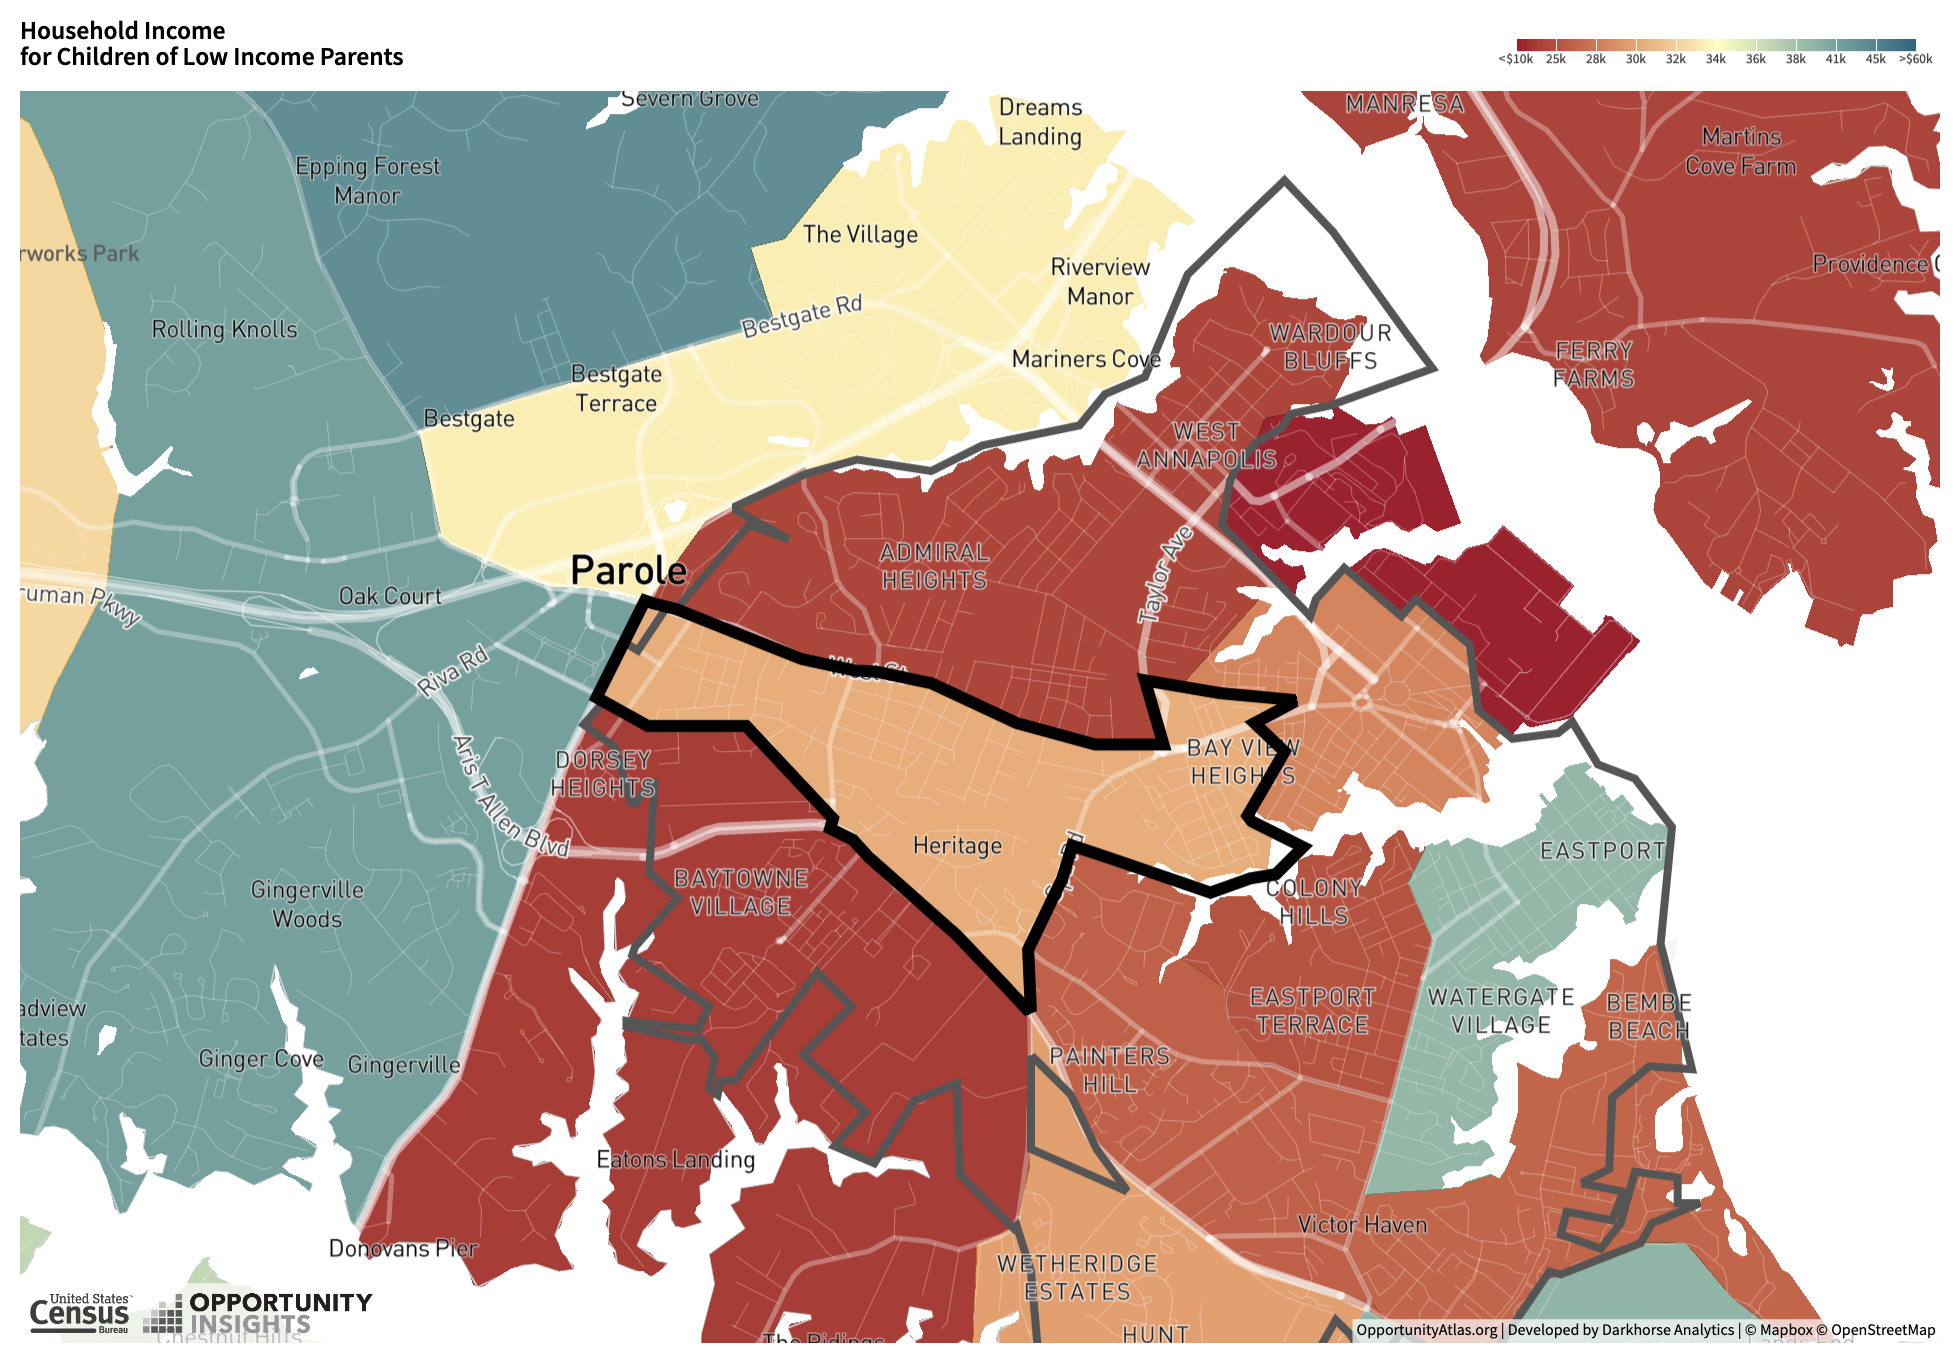 Household Income
for Children of Low Income Parents
<$10k 25k 28k 30k 32k 34k 36k 38k 41k 45k >$60k
Severn Grove
Dreams
Landing
MANRESA
Martins
Cove Farm
Epping Forest
Manor
The Village
rworks Park
Riverview
Manor
Providence
Rolling Knolls
Bestgate Rd
WARDOUR
BLUFFS
Mariners Cove
FERRY
FARMS
Bestgate
Terrace
Bestgate
WEST
ANNAPOLIS
Parole
ADMIRAL
HEIGHTS
Taylor Ave
Oak Court
ruman Pkwy
Riva Rd
West St
DORSEY
HEIGHTS
BAY VIEW
HEIGHTS
Aris T Allen Blvd
Heritage
EASTPORT
BAYTOWNE
VILLAGE
COLONY
HILLS
Gingerville
Woods
EASTPORT
TERRACE
WATERGATE
VILLAGE
BEMBE
BEACH
adview
tates
Ginger Cove
Gingerville
PAINTERS
HILL
Eatons Landing
Victor Haven
Donovans Pier
WETHERIDGE
ESTATES
HUNT
The Ridings
United States™
Census
Bureau
OPPORTUNITY
INSIGHTS
Chestnut Hills
OpportunityAtlas.org | Developed by Darkhorse Analytics | © Mapbox © OpenStreetMap